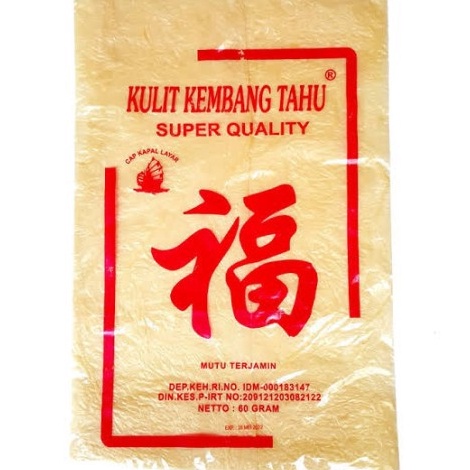 KULIT KEMBANG TAHU ®
SUPER QUALITY
CAP KAPAL LAYAR
福
MUTU TERJAMIN
DEP.KEH.RI.NO. IDM-000183147
DIN.KES.P-IRT NO:209121203082122
NETTO : 60 GRAM